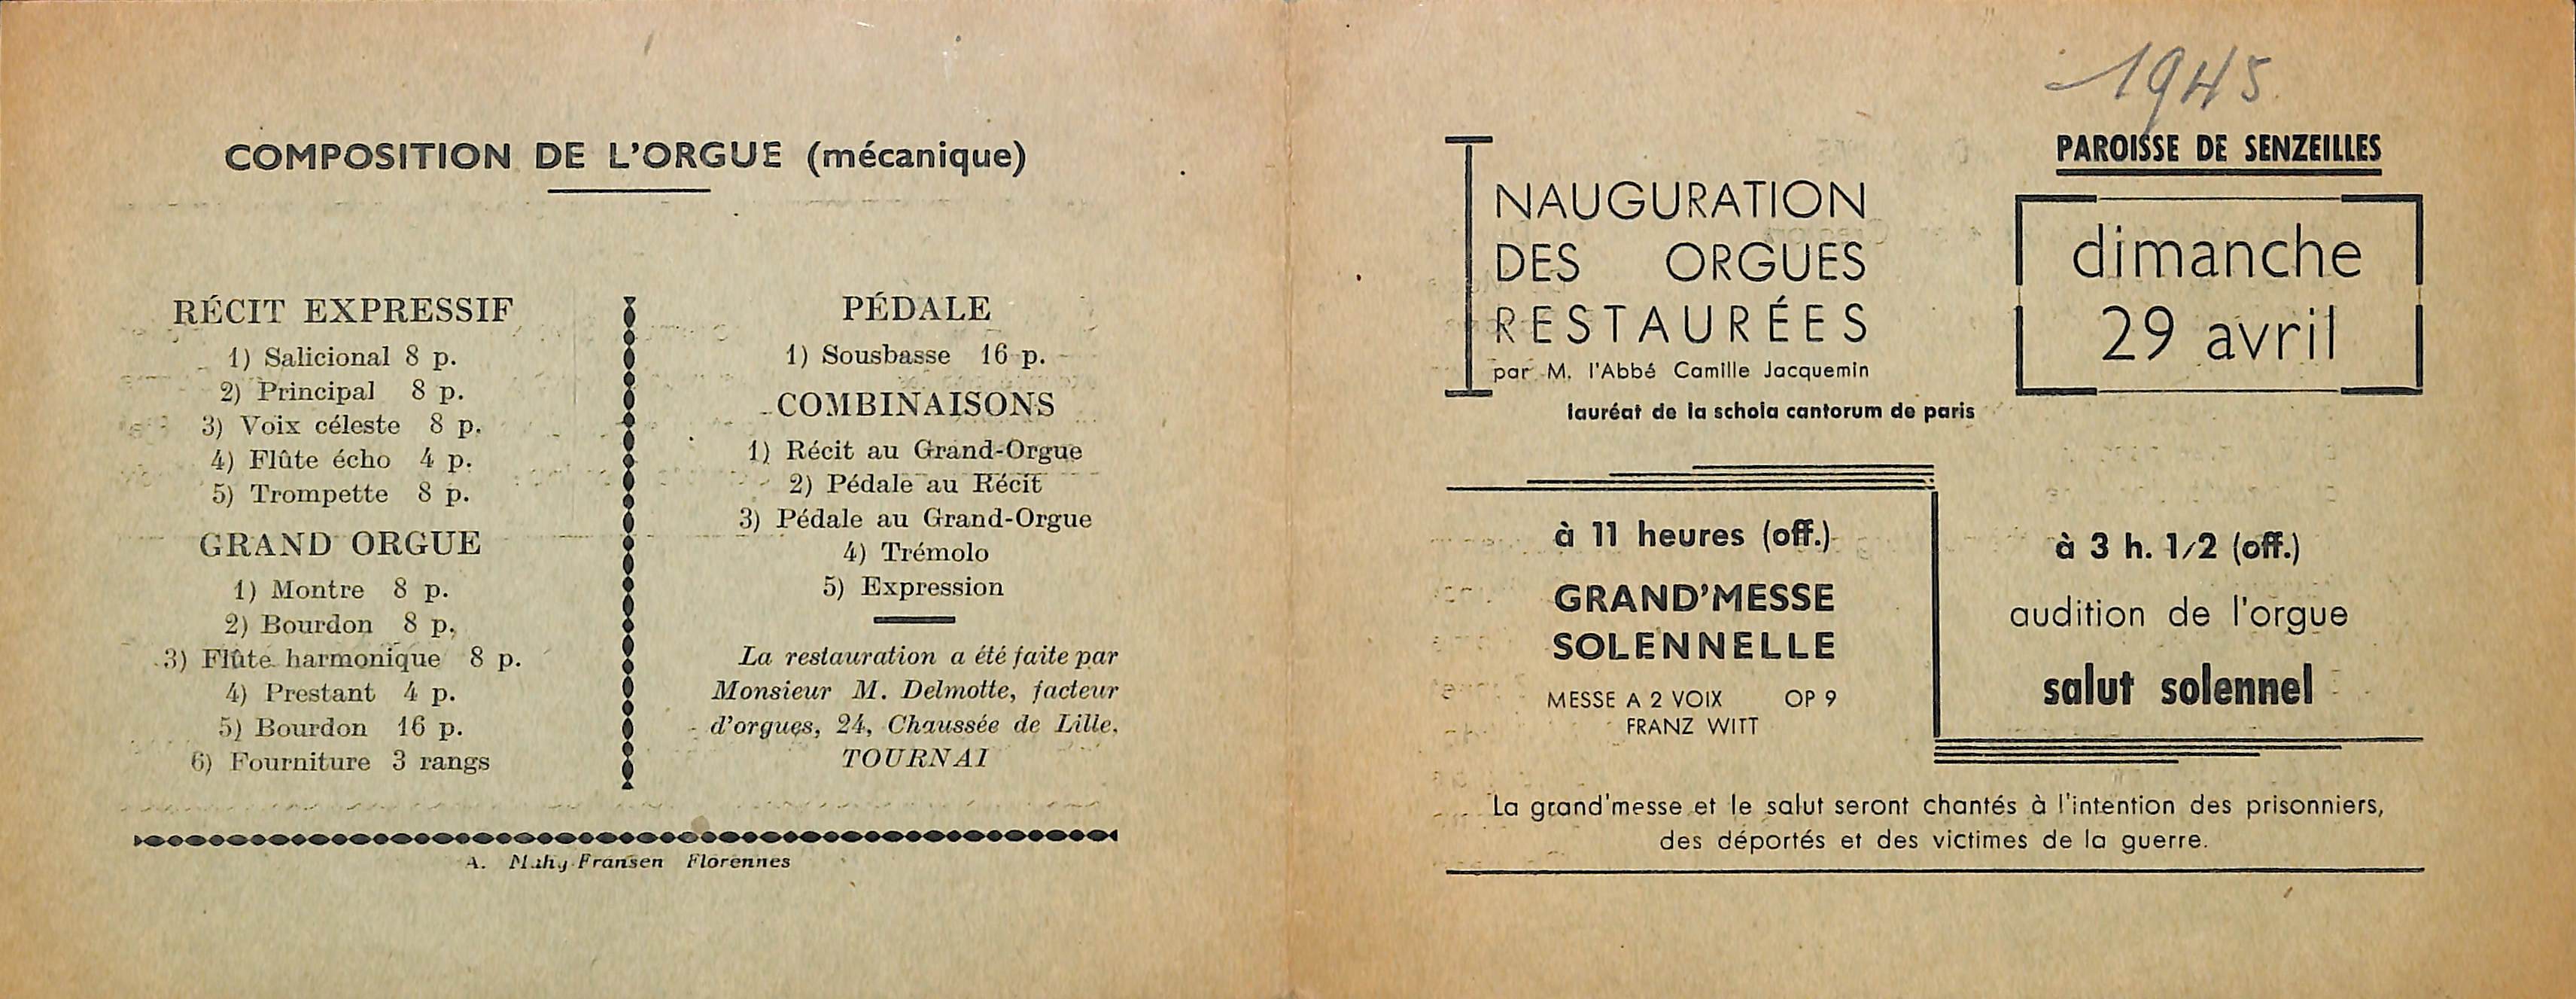 COMPOSITION DE L'ORGUE (mécanique)
RÉCIT EXPRESSIF
1) Salicional 8 p.
2) Principal 8 p.
3) Voix céleste 8 p.
4) Flûte écho 4 p.
5) Trompette 8 p.
GRAND ORGUE
1) Montre 8 p.
2) Bourdon 8 p.
3) Flûte harmonique 8 p.
4) Prestant 4 p.
5) Bourdon 16 p.
6) Fourniture 3 rangs
PÉDALE
1) Sousbasse 16 p.
COMBINAISONS
1) Récit au Grand-Orgue
2) Pédale au Récit
3) Pédale au Grand-Orgue
4) Trémolo
5) Expression
La restauration a été faite par
Monsieur M. Delmotte, facteur
d'orgues, 24, Chaussée de Lille.
TOURNAI
A. Mahy-Fransen Florennes
1945
PAROISSE DE SENZEILLES
INAUGURATION
DES ORGUES
RESTAURÉES
par M. l'Abbé Camille Jacquemin
lauréat de la schola cantorum de paris
dimanche
29 avril
à 11 heures (off.)
GRAND'MESSE
SOLENNELLE
MESSE A 2 VOIX OP 9
FRANZ WITT
à 3 h. 1/2 (off.)
audition de l'orgue
salut solennel
La grand'messe et le salut seront chantés à l'intention des prisonniers,
des déportés et des victimes de la guerre.